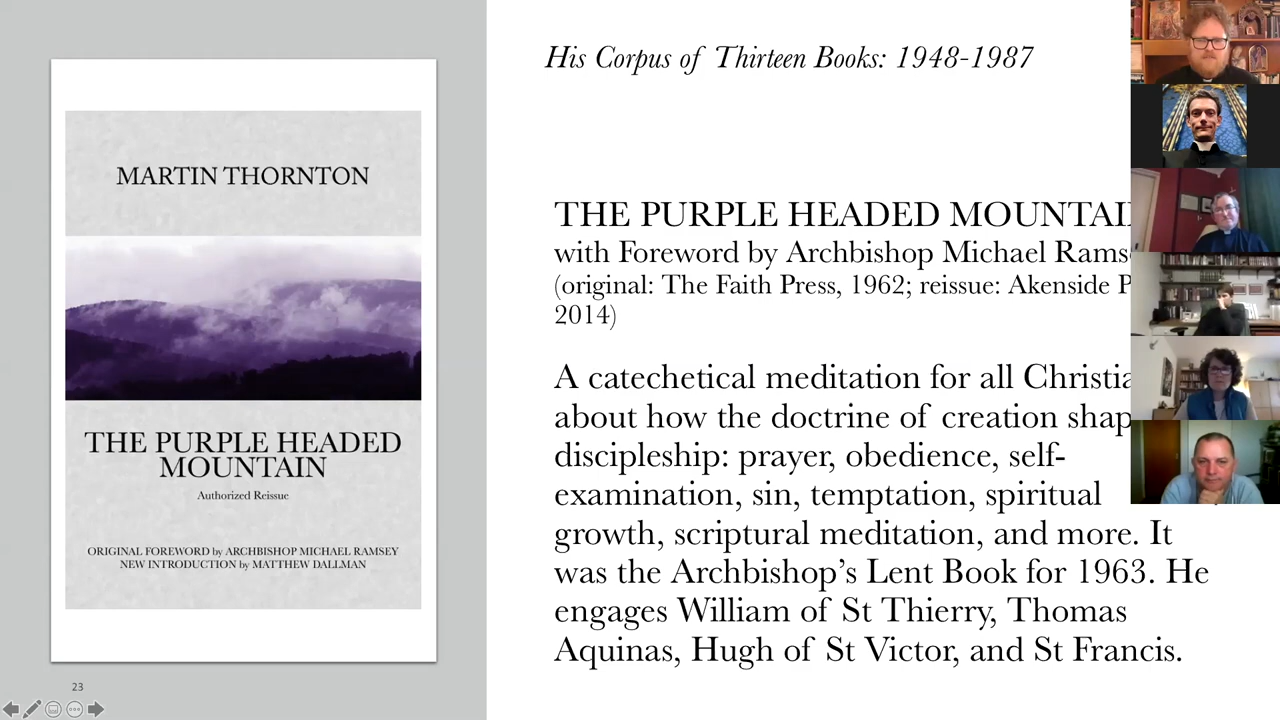 His Corpus of Thirteen Books: 1948-1987
MARTIN THORNTON
THE PURPLE HEADED
MOUNTAIN
Authorized Reissue
ORIGINAL FOREWORD by ARCHBISHOP MICHAEL RAMSEY
NEW INTRODUCTION by MATTHEW DALLMAN
THE PURPLE HEADED
with Foreword by Archbishop Michael
(original: The Faith Press, 1962; reissue: Akenside
2014)
A catechetical meditation for all
about how the doctrine of creation
discipleship: prayer, obedience, self-
examination, sin, temptation, spiritual
growth, scriptural meditation, and more. It
was the Archbishop’s Lent Book for 1963. He
engages William of St Thierry, Thomas
Aquinas, Hugh of St Victor, and St Francis.
23